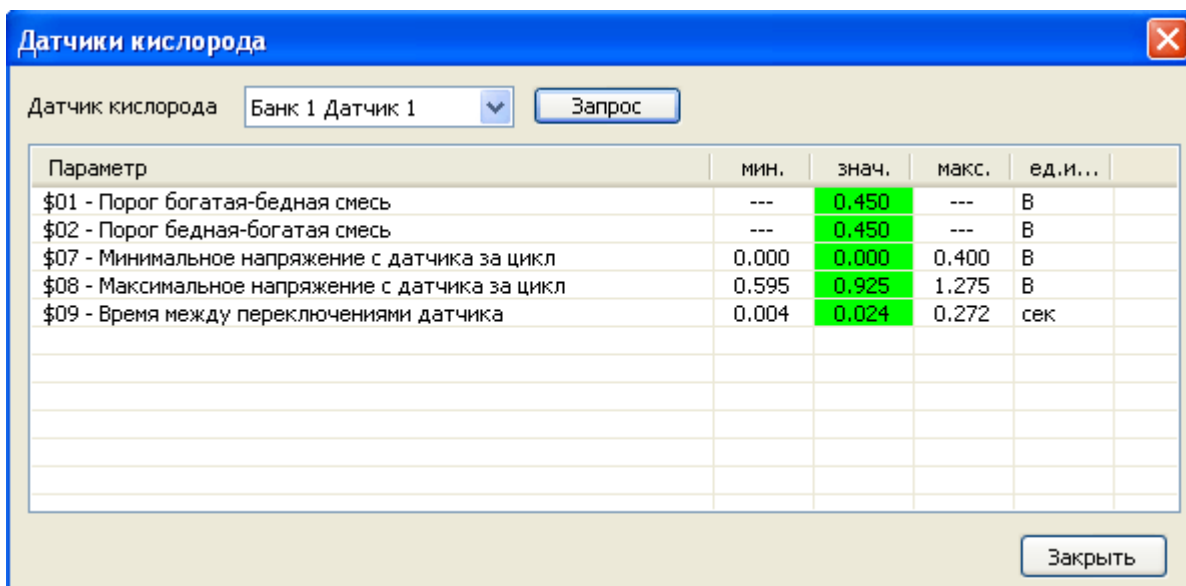 Датчики кислорода
Датчик кислорода Банк 1 Датчик 1 Запрос
Параметр мин. знач. макс. ед.и...
$01 - Порог богатая-бедная смесь --- 0.450 --- В
$02 - Порог бедная-богатая смесь --- 0.450 --- В
$07 - Минимальное напряжение с датчика за цикл 0.000 0.000 0.400 В
$08 - Максимальное напряжение с датчика за цикл 0.595 0.925 1.275 В
$09 - Время между переключениями датчика 0.004 0.024 0.272 сек
Закрыть